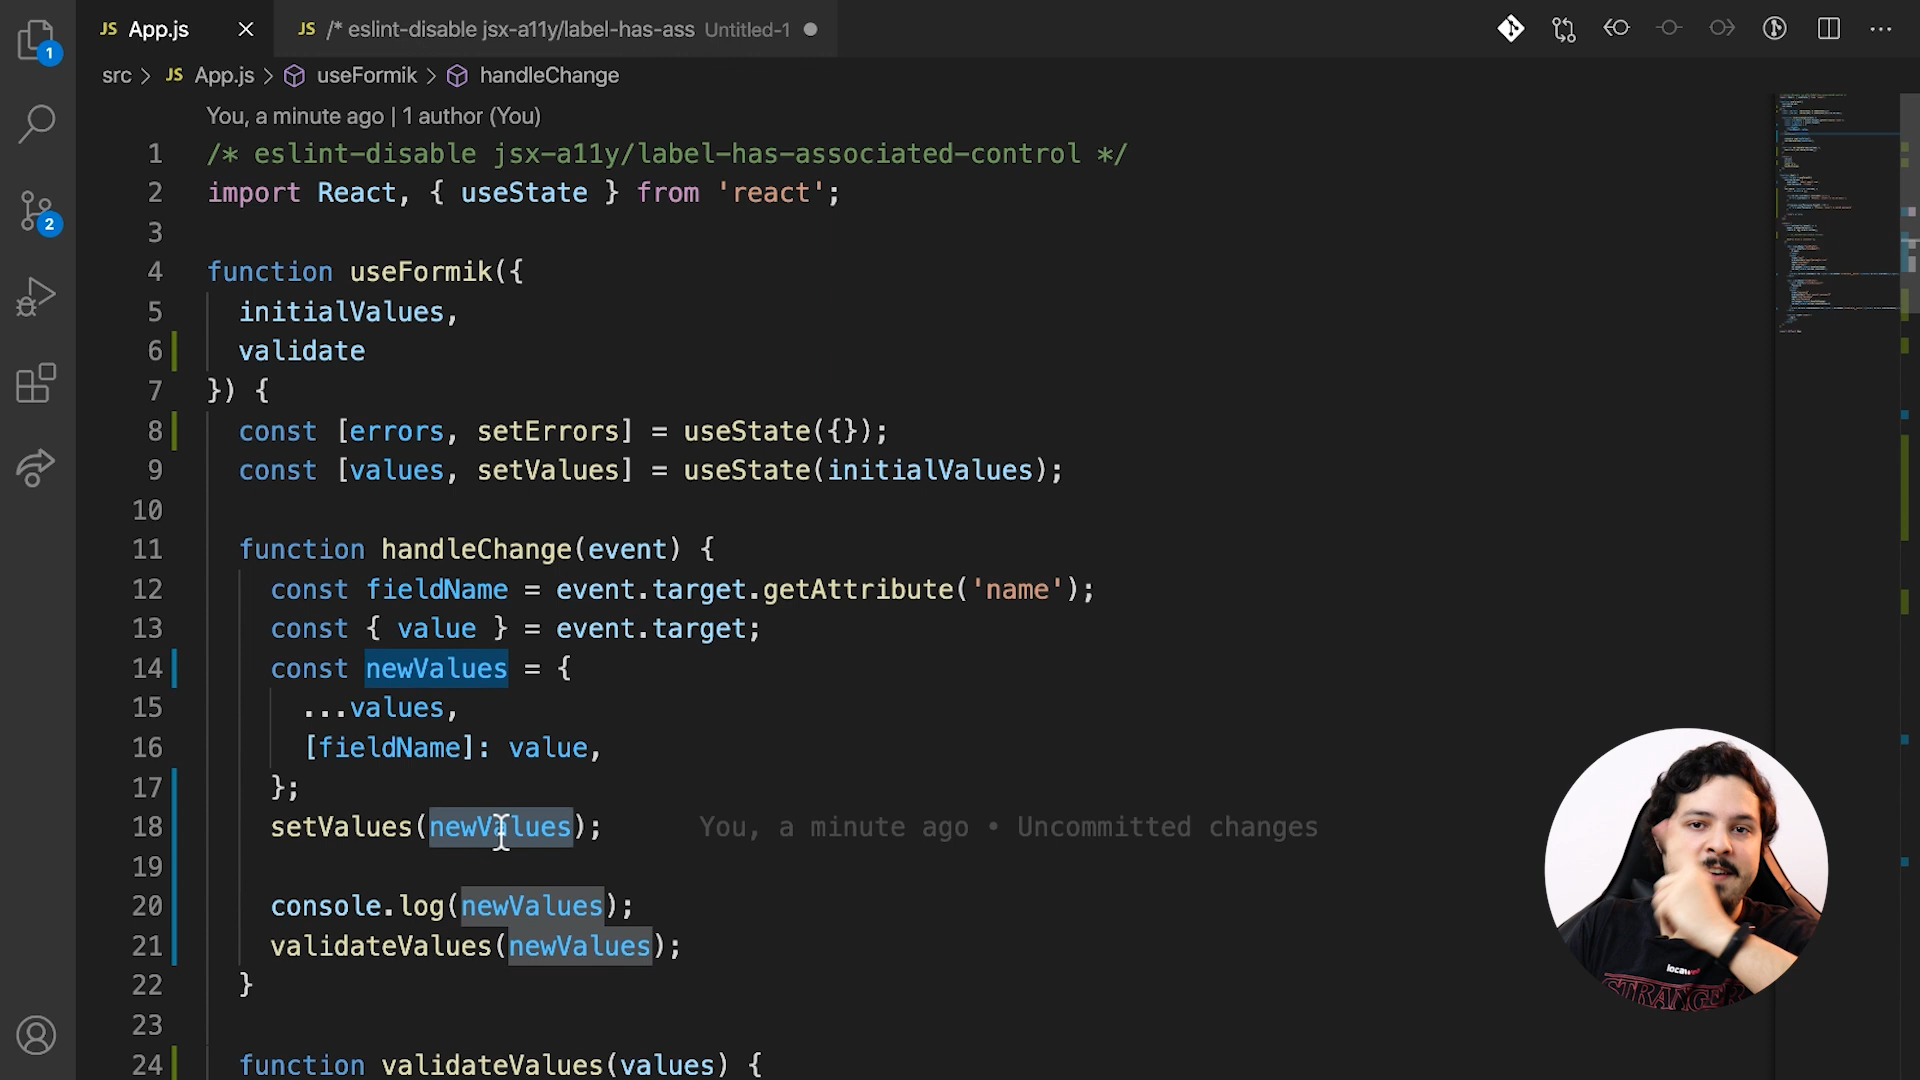 JS App.js
JS /* eslint-disable jsx-a11y/label-has-ass Untitled-1
1
src > JS App.js > useFormik > handleChange
You, a minute ago | 1 author (You)
1 /* eslint-disable jsx-a11y/label-has-associated-control */
2 import React, { useState } from 'react';
2
3
4 function useFormik({
5 initialValues,
6 validate
7 }) {
8 const [errors, setErrors] = useState({});
9 const [values, setValues] = useState(initialValues);
10
11 function handleChange(event) {
12 const fieldName = event.target.getAttribute('name');
13 const { value } = event.target;
14 const newValues = {
15 ...values,
16 [fieldName]: value,
17 };
18 setValues(newValues); You, a minute ago • Uncommitted changes
19
20 console.log(newValues);
21 validateValues(newValues);
22 }
23
24 function validateValues(values) {
STRANGER